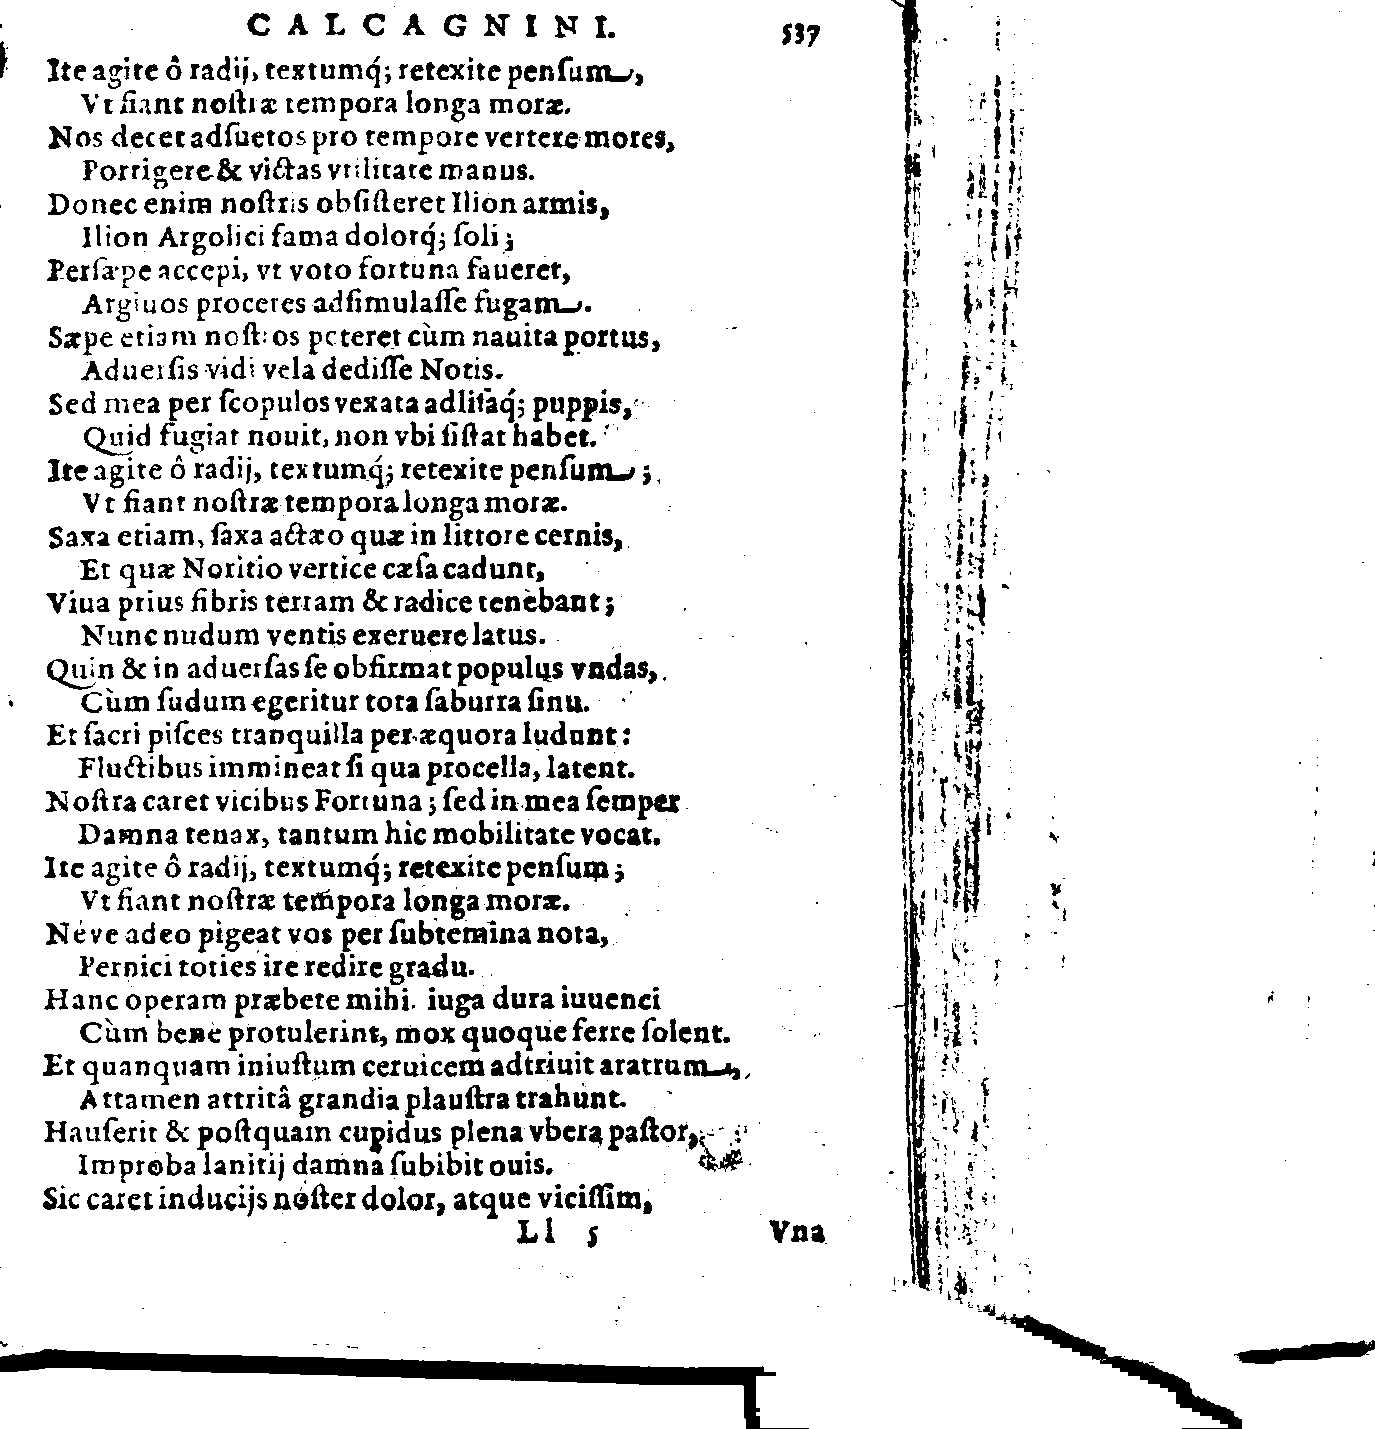 CALCAGNINI. 537
Ite agite ô radij, textumq́; retexite penſum,
Vt fiant noſtræ tempora longa moræ.
Nos decet adſuetos pro tempore vertere mores,
Porrigere & victas vtilitate manus.
Donec enim noſtris obſiſteret Ilion armis,
Ilion Argolici fama dolorq́; ſoli;
Perſæpe accepi, vt voto fortuna faueret,
Argiuos proceres adſimulaſſe fugam.
Sæpe etiam noſtros peteret cùm nauita portus,
Aduerſis vidi vela dediſſe Notis.
Sed mea per ſcopulos vexata adliſaq́; puppis,
Quid fugiat nouit, non vbi ſiſtat habet.
Ite agite ô radij, textumq́; retexite penſum;
Vt fiant noſtræ tempora longa moræ.
Saxa etiam, ſaxa actæo quæ in littore cernis,
Et quæ Noritio vertice cæſa cadunt,
Viua prius fibris terram & radice tenebant;
Nunc nudum ventis exeruere latus.
Quin & in aduerſas ſe obfirmat populus vndas,
Cùm ſudum egeritur tota ſaburra ſinu.
Et ſacri piſces tranquilla per æquora ludunt:
Fluctibus immineat ſi qua procella, latent.
Noſtra caret vicibus Fortuna; ſed in mea ſemper
Damna tenax, tantum hìc mobilitate vocat.
Ite agite ô radij, textumq́; retexite penſum;
Vt fiant noſtræ tempora longa moræ.
Néve adeo pigeat vos per ſubtemina nota,
Pernici toties ire redire gradu.
Hanc operam præbete mihi. iuga dura iuuenci
Cùm bene protulerint, mox quoque ferre ſolent.
Et quanquam iniuſtum ceruicem adtriuit aratrum,
Attamen attritâ grandia plauſtra trahunt.
Hauſerit & poſtquam cupidus plena vbera paſtor,
Improba lanitij damna ſubibit ouis.
Sic caret inducijs noſter dolor, atque viciſſim,
Ll 5 Vna